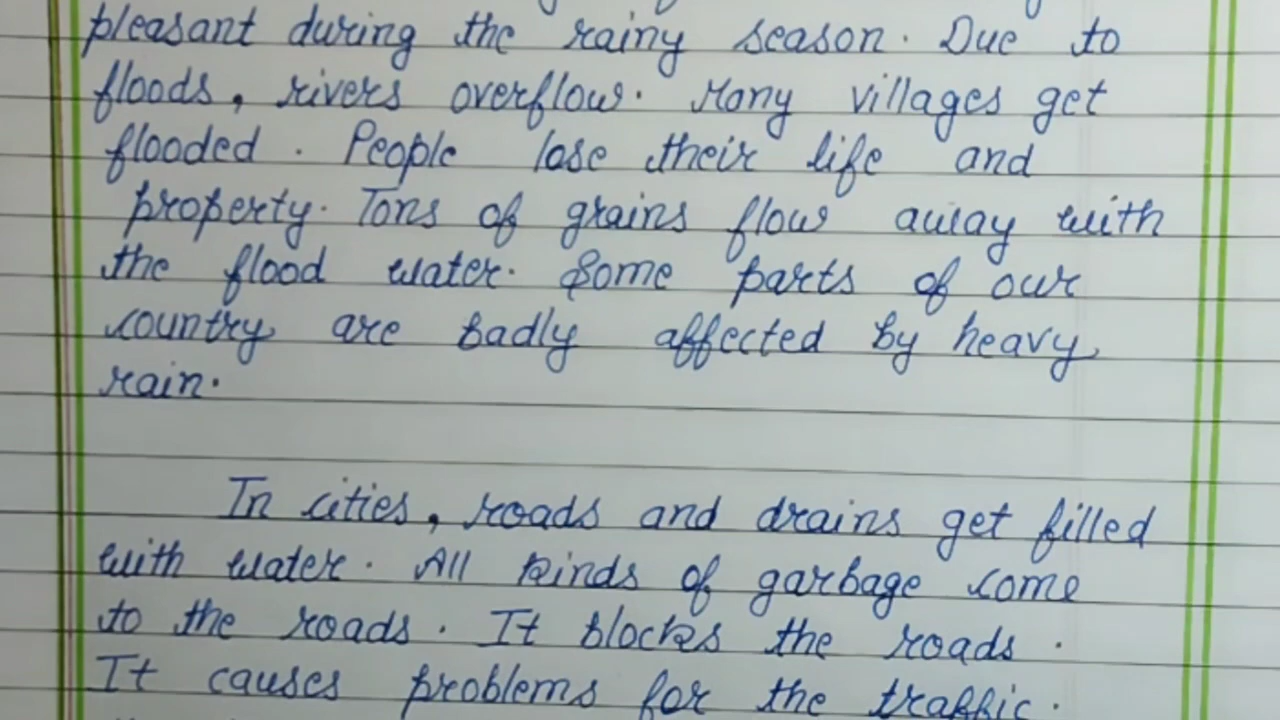 pleasant during the rainy season. Due to
floods, rivers overflow. Many villages get
flooded. People lose their life and
property. Tons of grains flow away with
the flood water. Some parts of our
country are badly affected by heavy
rain.
In cities, roads and drains get filled
with water. All kinds of garbage come
to the roads. It blocks the roads.
It causes problems for the traffic.